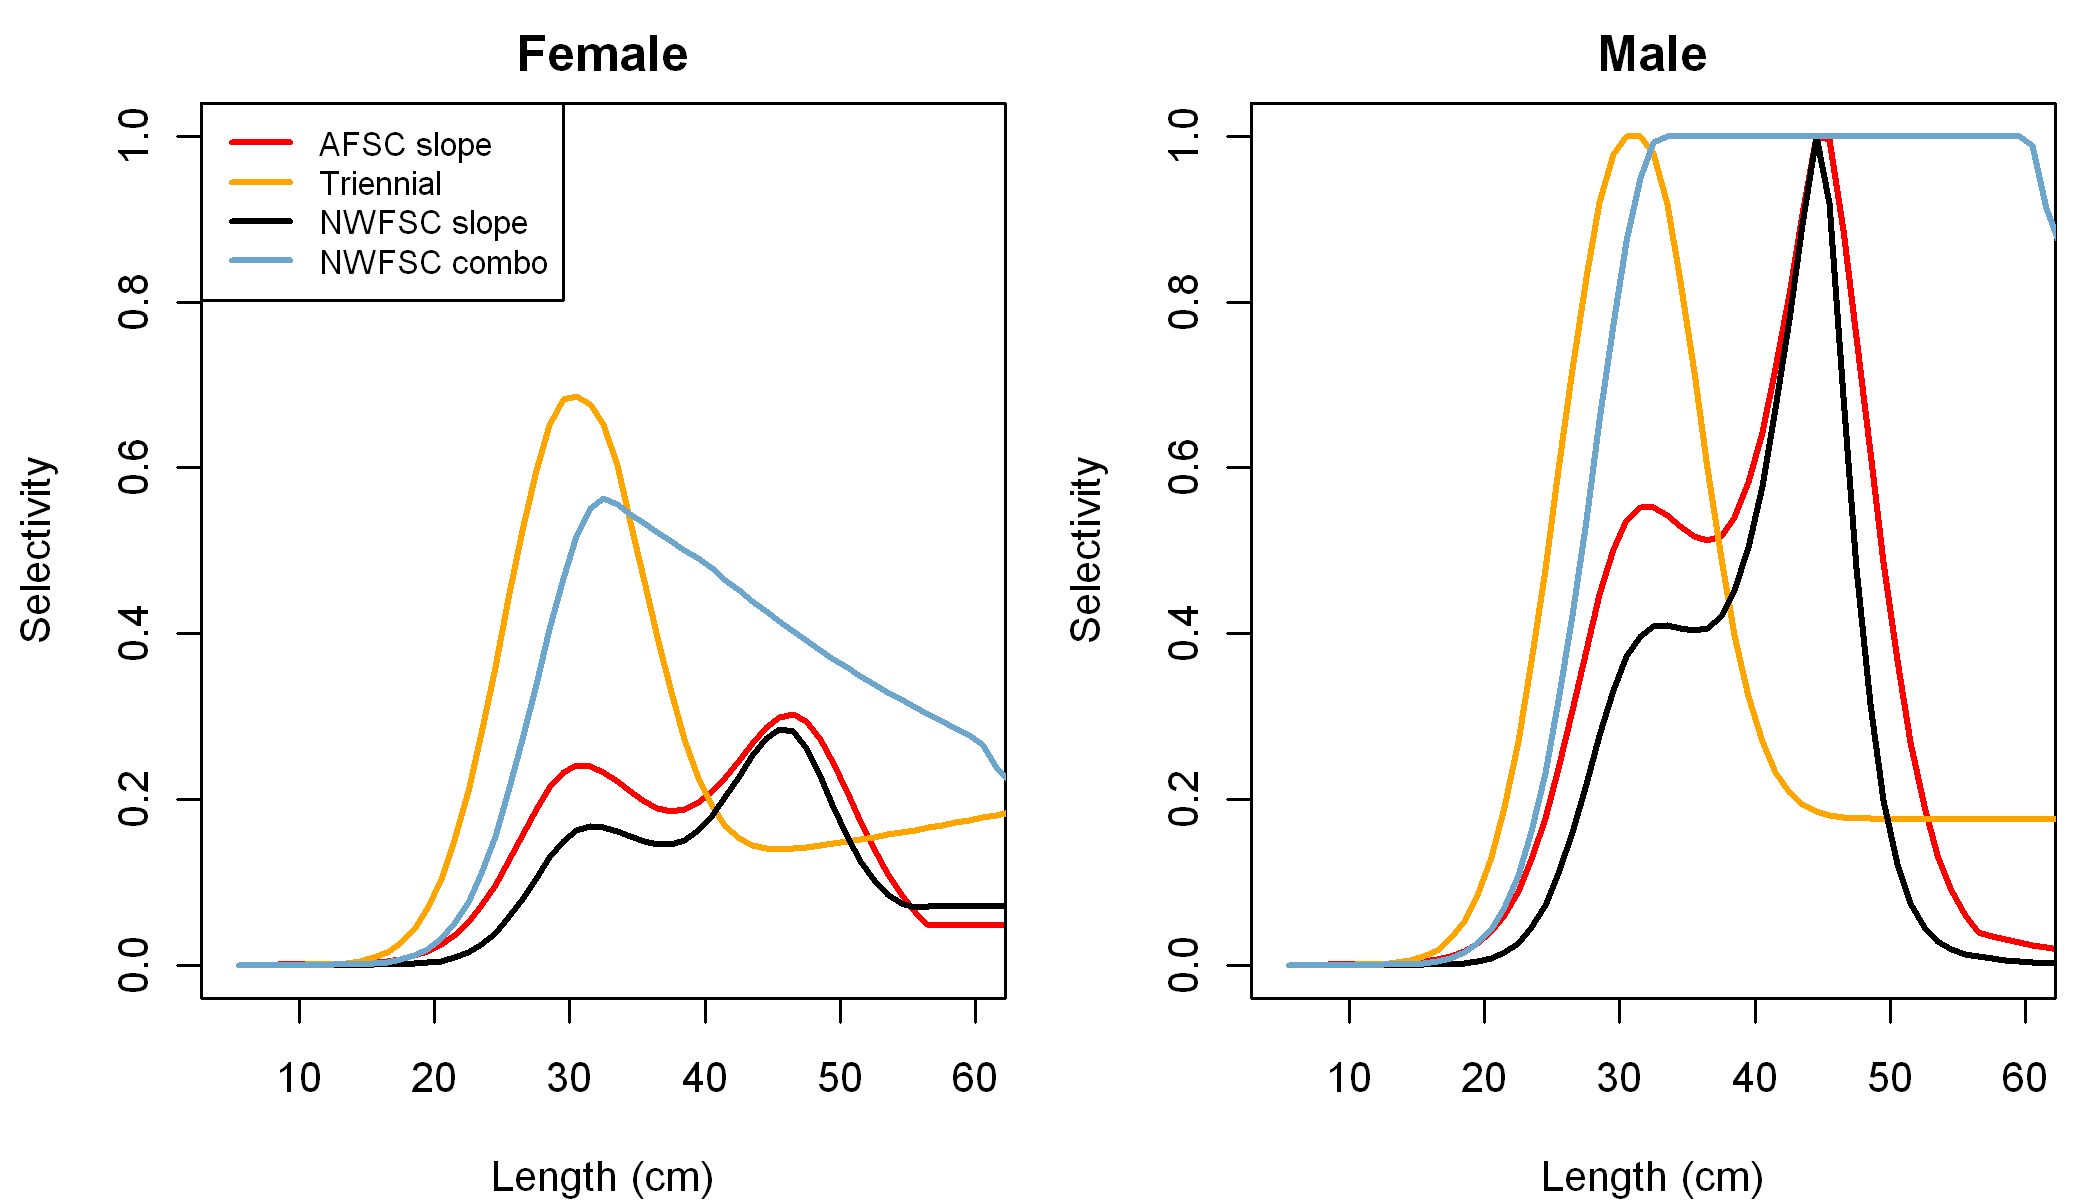 Female
Male
AFSC slope
Triennial
NWFSC slope
NWFSC combo
Selectivity
0.0 0.2 0.4 0.6 0.8 1.0
10 20 30 40 50 60
Length (cm)
Selectivity
0.0 0.2 0.4 0.6 0.8 1.0
10 20 30 40 50 60
Length (cm)